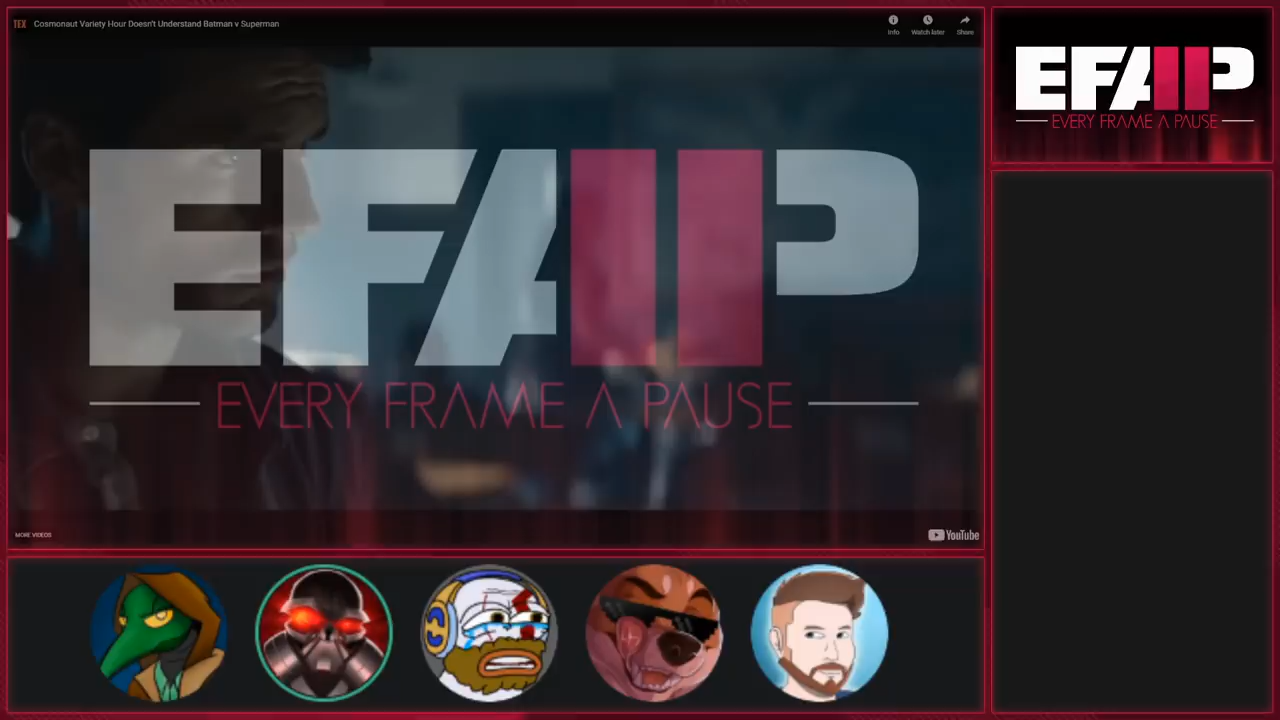 TEX Cosmonaut Variety Hour Doesn't Understand Batman v Superman
Info
Watch later
Share
EFAP
EVERY FRAME A PAUSE
MORE VIDEOS
YouTube
EFAP
EVERY FRAME A PAUSE